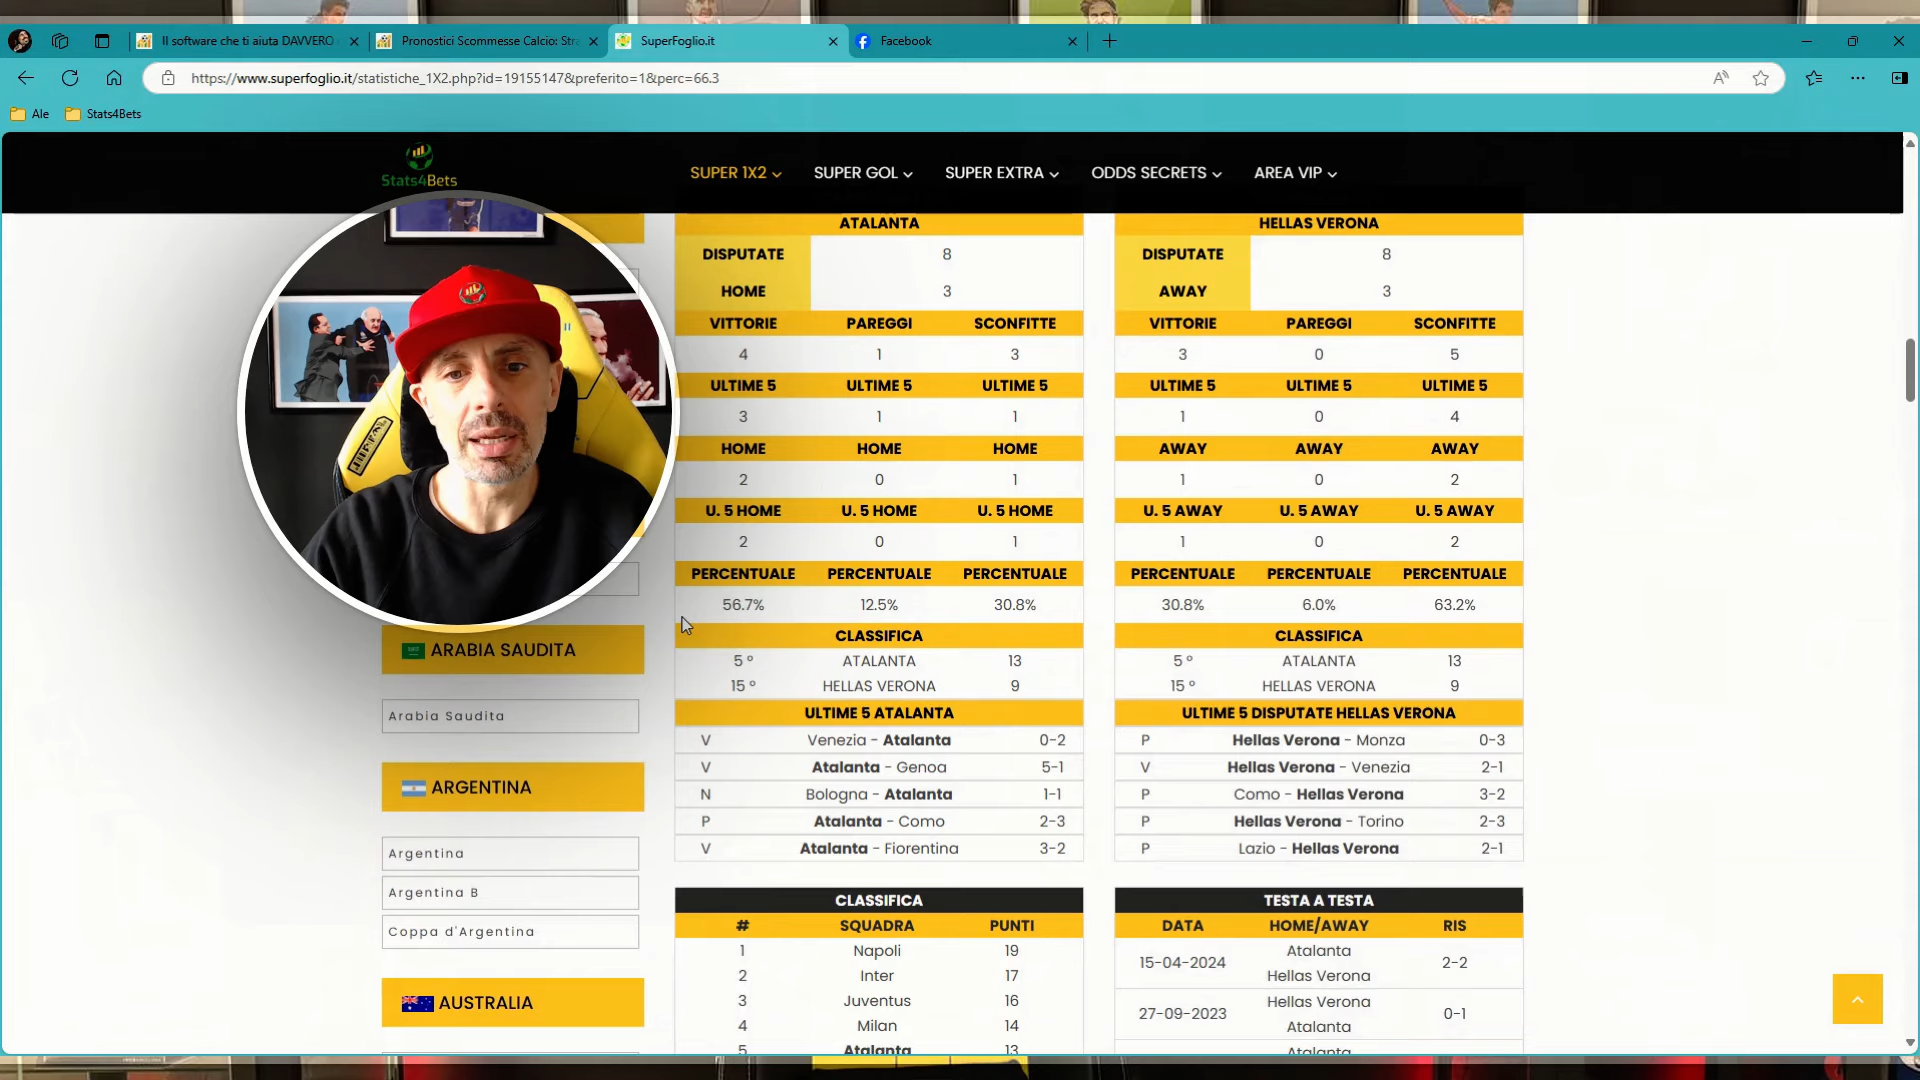 Il software che ti aiuta DAVVERO
Pronostici Scommesse Calcio: Stra
SuperFoglio.it
Facebook
https://www.superfoglio.it/statistiche_1X2.php?id=19155147&preferito=1&perc=66.3
Ale
Stats4Bets
Stats4Bets
SUPER 1X2
SUPER GOL
SUPER EXTRA
ODDS SECRETS
AREA VIP
ATALANTA
DISPUTATE 8
HOME 3
VITTORIE PAREGGI SCONFITTE
4 1 3
ULTIME 5 ULTIME 5 ULTIME 5
3 1 1
HOME HOME HOME
2 0 1
U. 5 HOME U. 5 HOME U. 5 HOME
2 0 1
PERCENTUALE PERCENTUALE PERCENTUALE
56.7% 12.5% 30.8%
CLASSIFICA
5 º ATALANTA 13
15 º HELLAS VERONA 9
ULTIME 5 ATALANTA
V Venezia - Atalanta 0-2
V Atalanta - Genoa 5-1
N Bologna - Atalanta 1-1
P Atalanta - Como 2-3
V Atalanta - Fiorentina 3-2
HELLAS VERONA
DISPUTATE 8
AWAY 3
VITTORIE PAREGGI SCONFITTE
3 0 5
ULTIME 5 ULTIME 5 ULTIME 5
1 0 4
AWAY AWAY AWAY
1 0 2
U. 5 AWAY U. 5 AWAY U. 5 AWAY
1 0 2
PERCENTUALE PERCENTUALE PERCENTUALE
30.8% 6.0% 63.2%
CLASSIFICA
5 º ATALANTA 13
15 º HELLAS VERONA 9
ULTIME 5 DISPUTATE HELLAS VERONA
P Hellas Verona - Monza 0-3
V Hellas Verona - Venezia 2-1
P Como - Hellas Verona 3-2
P Hellas Verona - Torino 2-3
P Lazio - Hellas Verona 2-1
ARABIA SAUDITA
Arabia Saudita
ARGENTINA
Argentina
Argentina B
Coppa d'Argentina
AUSTRALIA
CLASSIFICA
# SQUADRA PUNTI
1 Napoli 19
2 Inter 17
3 Juventus 16
4 Milan 14
5 Atalanta 13
TESTA A TESTA
DATA HOME/AWAY RIS
Atalanta
15-04-2024 2-2
Hellas Verona
Hellas Verona
27-09-2023 0-1
Atalanta
Atalanta